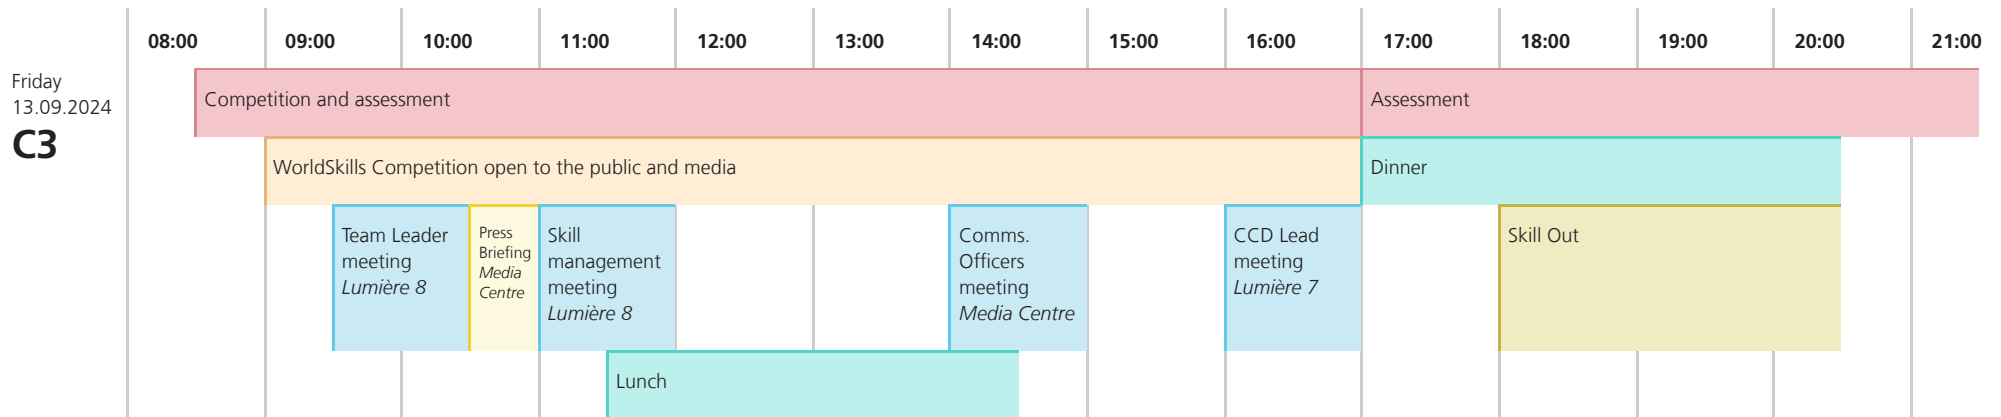 08:00 09:00 10:00 11:00 12:00 13:00 14:00 15:00 16:00 17:00 18:00 19:00 20:00 21:00
Friday
13.09.2024
C3
Competition and assessment
Assessment
WorldSkills Competition open to the public and media
Dinner
Team Leader
meeting
Lumière 8
Press
Briefing
Media
Centre
Skill
management
meeting
Lumière 8
Comms.
Officers
meeting
Media Centre
CCD Lead
meeting
Lumière 7
Skill Out
Lunch